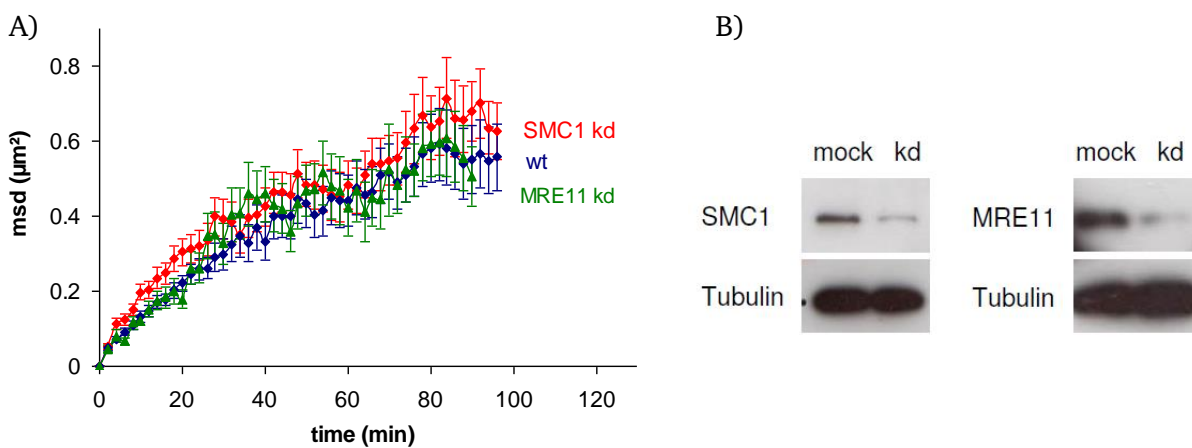 A)
0.8
0.6
0.4
0.2
0
0 20 40 60 80 100 120
msd (µm²)
time (min)
SMC1 kd
wt
MRE11 kd
B)
mock kd
SMC1
Tubulin
mock kd
MRE11
Tubulin